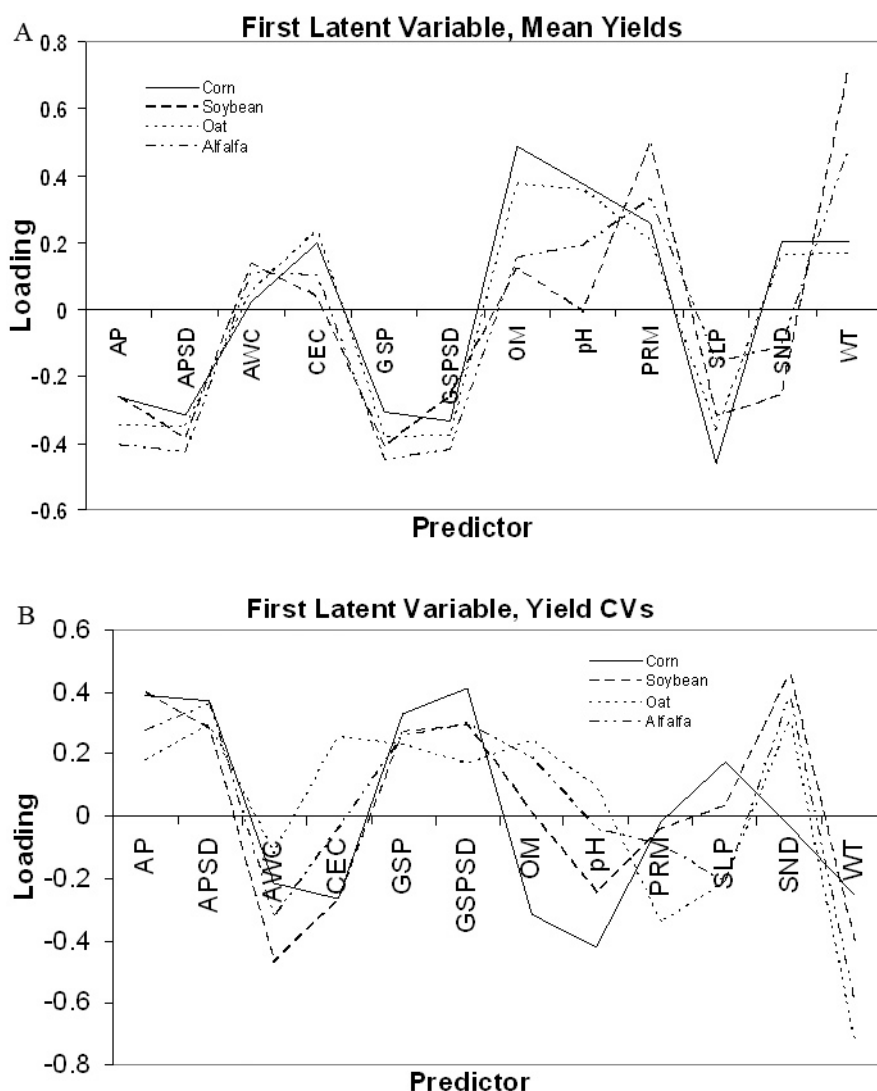 A
First Latent Variable, Mean Yields
0.8
0.6
0.4
0.2
0
-0.2
-0.4
-0.6
Loading
Corn
Soybean
Oat
Alfalfa
AP
APSD
AWC
CEC
GSP
GSPSD
OM
pH
PRM
SLP
SND
WT
Predictor
B
First Latent Variable, Yield CVs
0.6
0.4
0.2
0
-0.2
-0.4
-0.6
-0.8
Loading
Corn
Soybean
Oat
Alfalfa
AP
APSD
AWC
CEC
GSP
GSPSD
OM
pH
PRM
SLP
SND
WT
Predictor